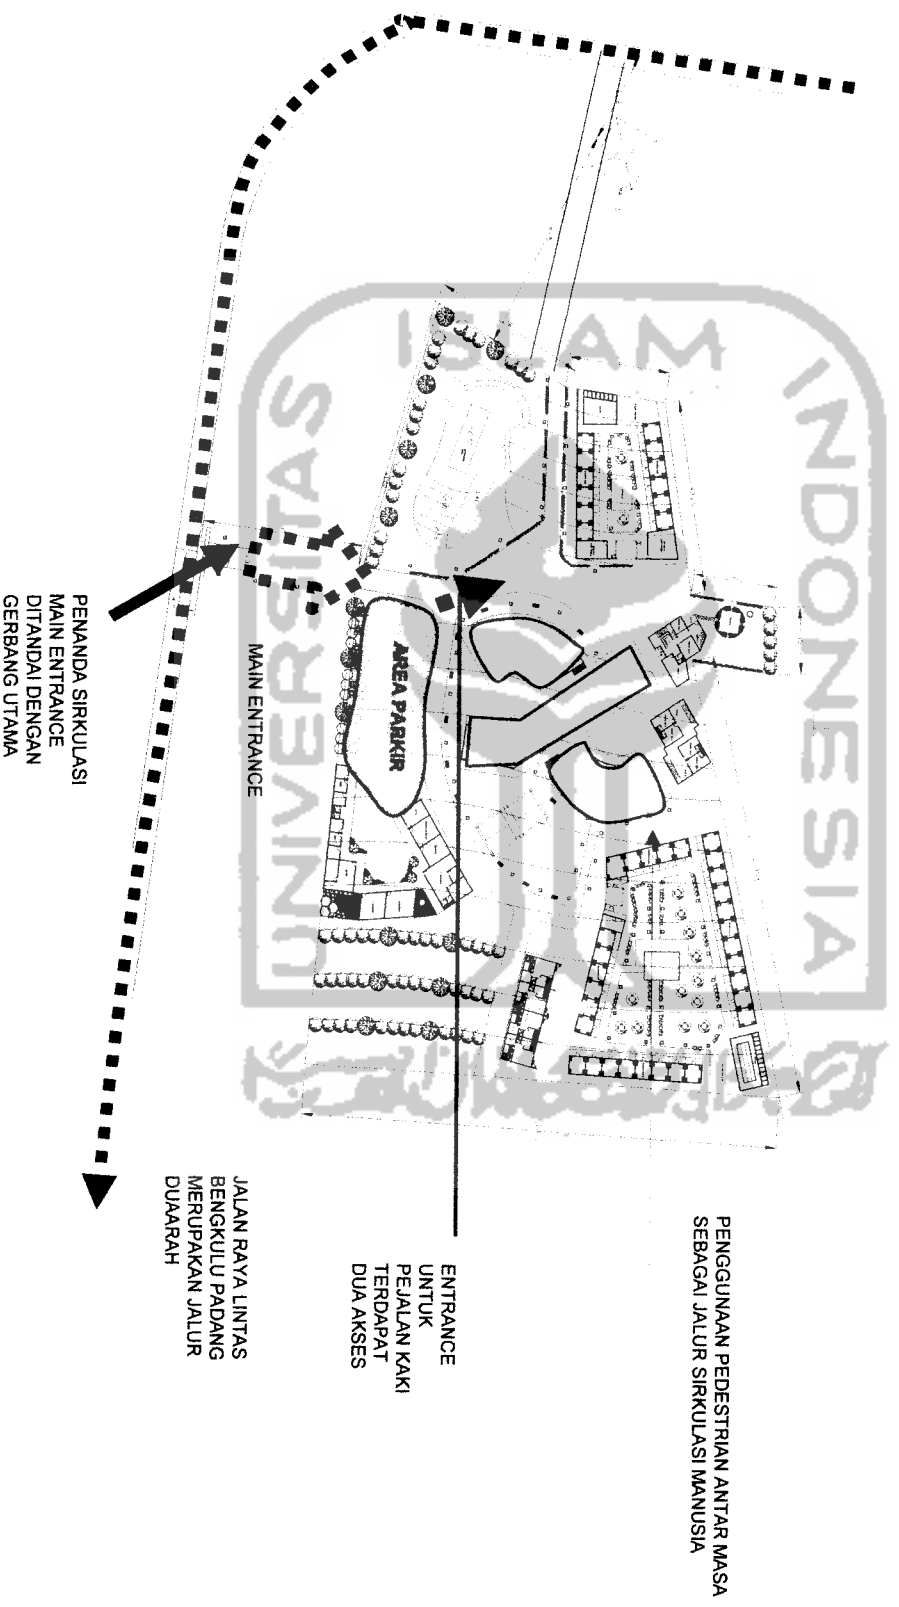 PENGGUNAAN PEDESTRIAN ANTAR MASA
SEBAGAI JALUR SIRKULASI MANUSIA
ENTRANCE
UNTUK
PEJALAN KAKI
TERDAPAT
DUA AKSES
JALAN RAYA LINTAS
BENGKULU PADANG
MERUPAKAN JALUR
DUAARAH
AREA PARKIR
MAIN ENTRANCE
PENANDA SIRKULASI
MAIN ENTRANCE
DITANDAI DENGAN
GERBANG UTAMA
UNIVERSITAS
ISLAM
INDONESIA